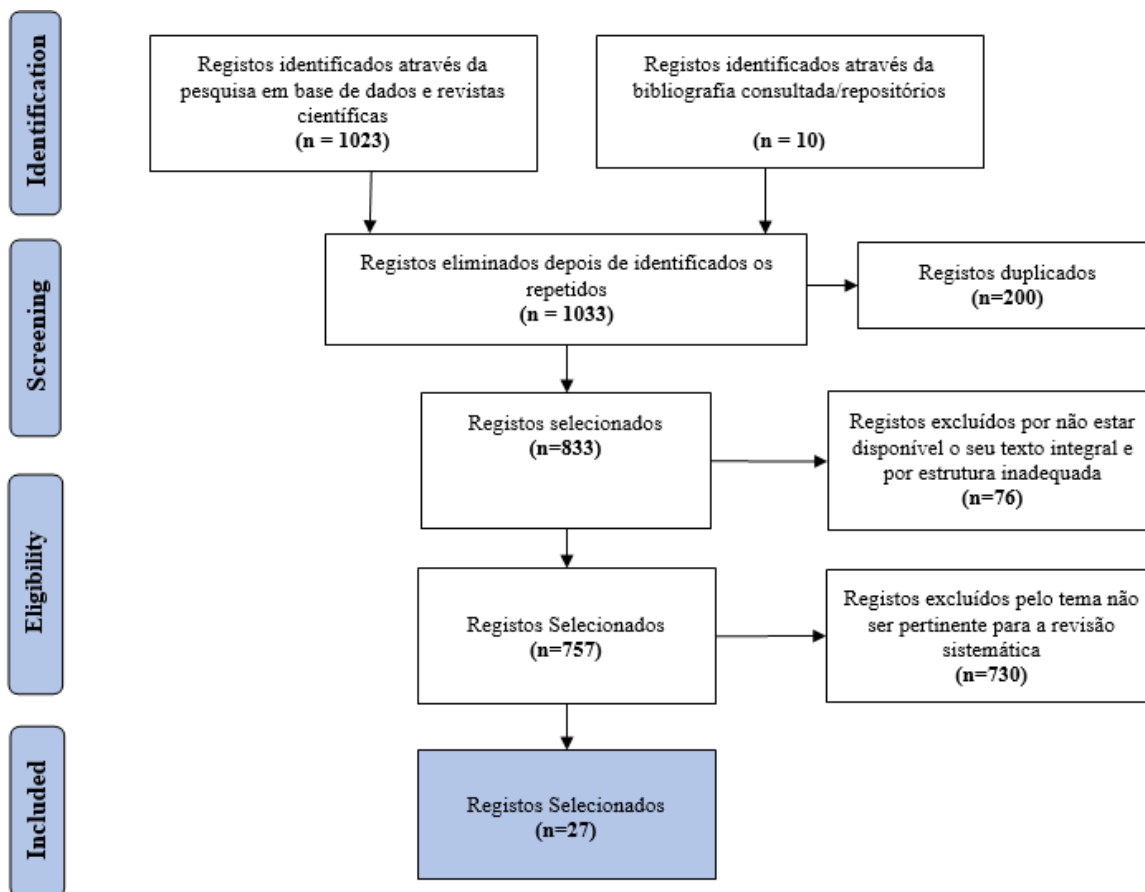 Identification
Registos identificados através da
pesquisa em base de dados e revistas
científicas
(n = 1023)
Registos identificados através da
bibliografia consultada/repositórios
(n = 10)
Screening
Registos eliminados depois de identificados os
repetidos
(n = 1033)
Registos duplicados
(n=200)
Registos selecionados
(n=833)
Registos excluídos por não estar
disponível o seu texto integral e
por estrutura inadequada
(n=76)
Eligibility
Registos Selecionados
(n=757)
Registos excluídos pelo tema não
ser pertinente para a revisão
sistemática
(n=730)
Included
Registos Selecionados
(n=27)